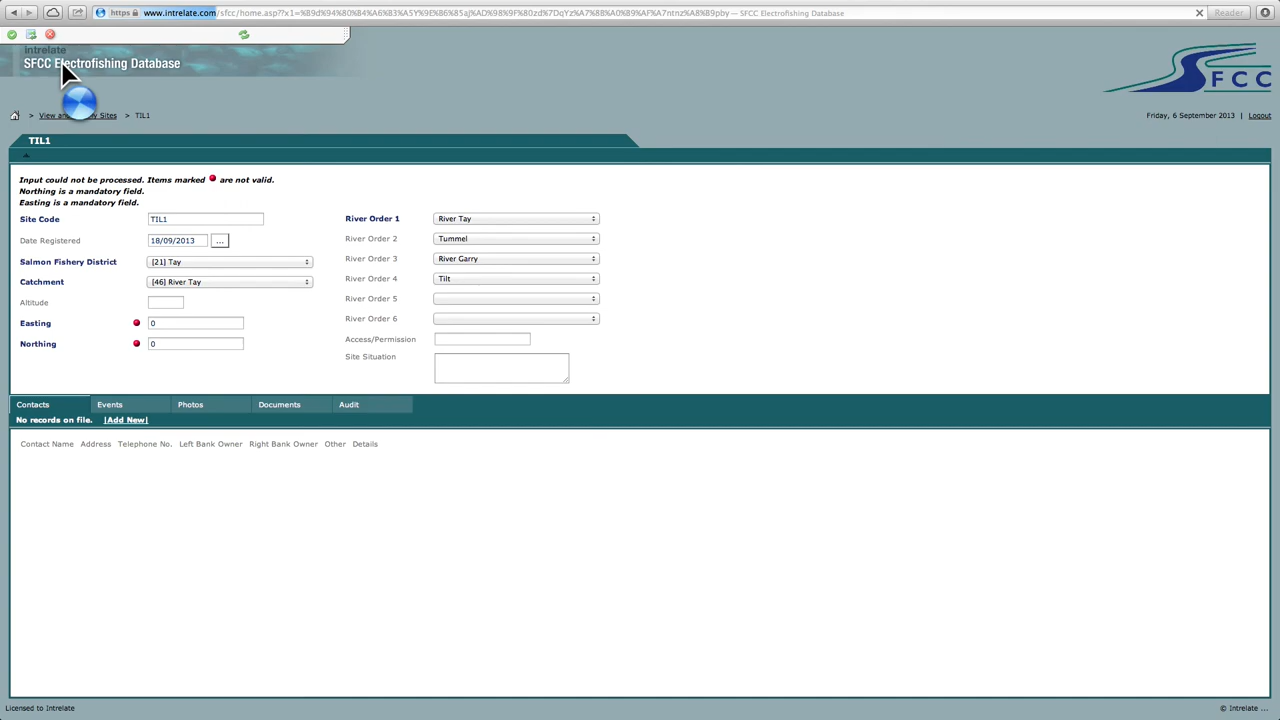 https www.intrelate.com/sfcc/home.asp?x1=%B9d%94%80%B4%A6%B3%A5Y%9E%B6%85aj%AD%98%9F%80zd%7DqYz%A7%8B%A0%B9%AF%A7ntnz%A8%B9pby — SFCC Electrofishing Database
Reader
intrelate
SFCC Electrofishing Database
SFCC
> View and Sites > TIL1
Friday, 6 September 2013 | Logout
TIL1
Input could not be processed. Items marked are not valid.
Northing is a mandatory field.
Easting is a mandatory field.
Site Code TIL1
River Order 1 River Tay
Date Registered 18/09/2013 ...
River Order 2 Tummel
Salmon Fishery District [21] Tay
River Order 3 River Garry
Catchment [46] River Tay
River Order 4 Tilt
Altitude
River Order 5
Easting 0
River Order 6
Northing 0
Access/Permission
Site Situation
Contacts Events Photos Documents Audit
No records on file. [Add New]
Contact Name Address Telephone No. Left Bank Owner Right Bank Owner Other Details
Licensed to Intrelate
© Intrelate ...